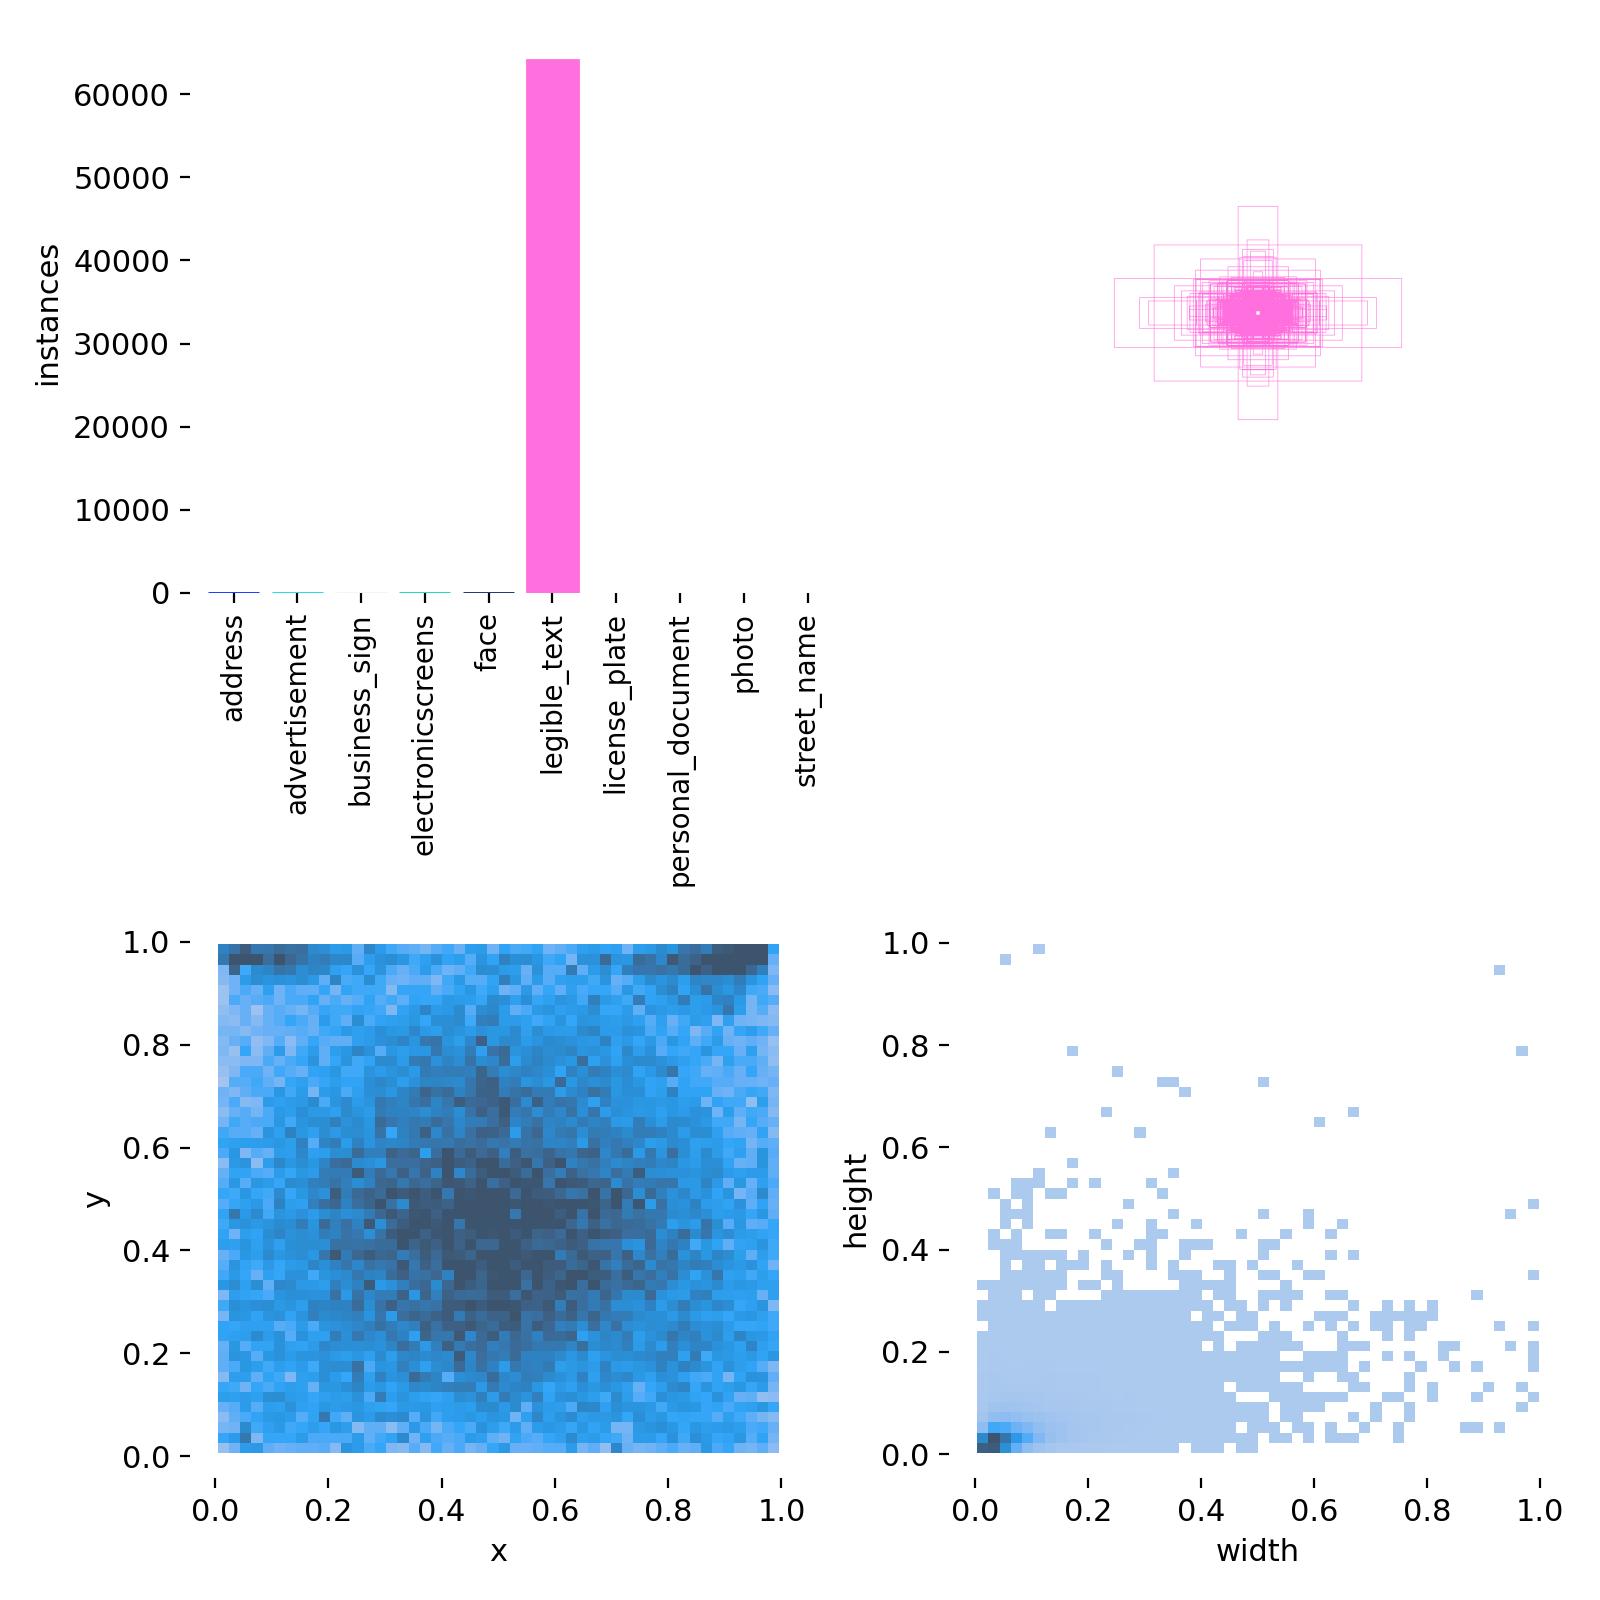 60000
50000
40000
30000
20000
10000
0
instances
address
advertisement
business_sign
electronicscreens
face
legible_text
license_plate
personal_document
photo
street_name
1.0
0.8
0.6
0.4
0.2
0.0
y
0.0 0.2 0.4 0.6 0.8 1.0
x
1.0
0.8
0.6
0.4
0.2
0.0
height
0.0 0.2 0.4 0.6 0.8 1.0
width